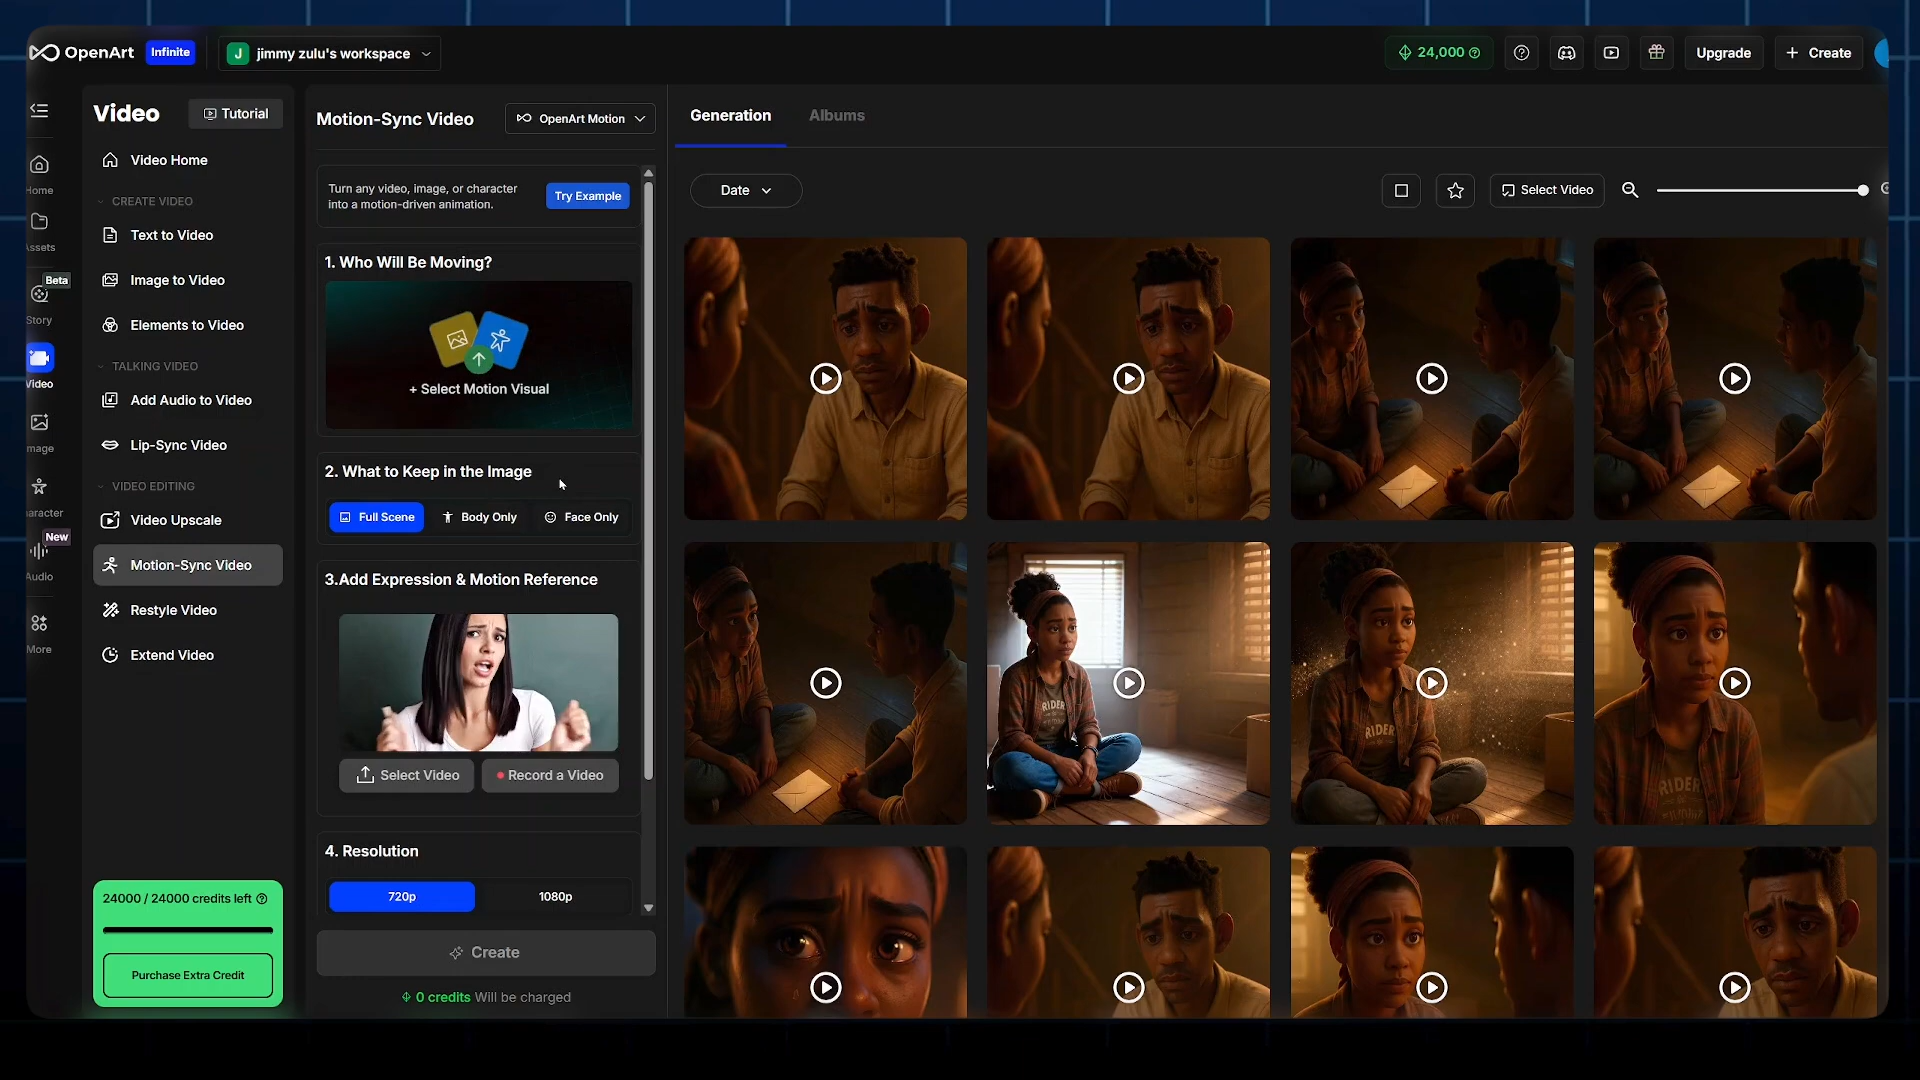 OpenArt Infinite
J jimmy zulu's workspace
24,000
Upgrade
+ Create
Home
Assets
Beta
Story
Video
Image
Character
New
Audio
More
Video
Tutorial
Video Home
CREATE VIDEO
Text to Video
Image to Video
Elements to Video
TALKING VIDEO
Add Audio to Video
Lip-Sync Video
VIDEO EDITING
Video Upscale
Motion-Sync Video
Restyle Video
Extend Video
24000 / 24000 credits left
Purchase Extra Credit
Motion-Sync Video
OpenArt Motion
Turn any video, image, or character
into a motion-driven animation.
Try Example
1. Who Will Be Moving?
+ Select Motion Visual
2. What to Keep in the Image
Full Scene
Body Only
Face Only
3.Add Expression & Motion Reference
Select Video
Record a Video
4. Resolution
720p
1080p
Create
0 credits Will be charged
Generation
Albums
Date
Select Video
RIDER
RIDER
RIDER